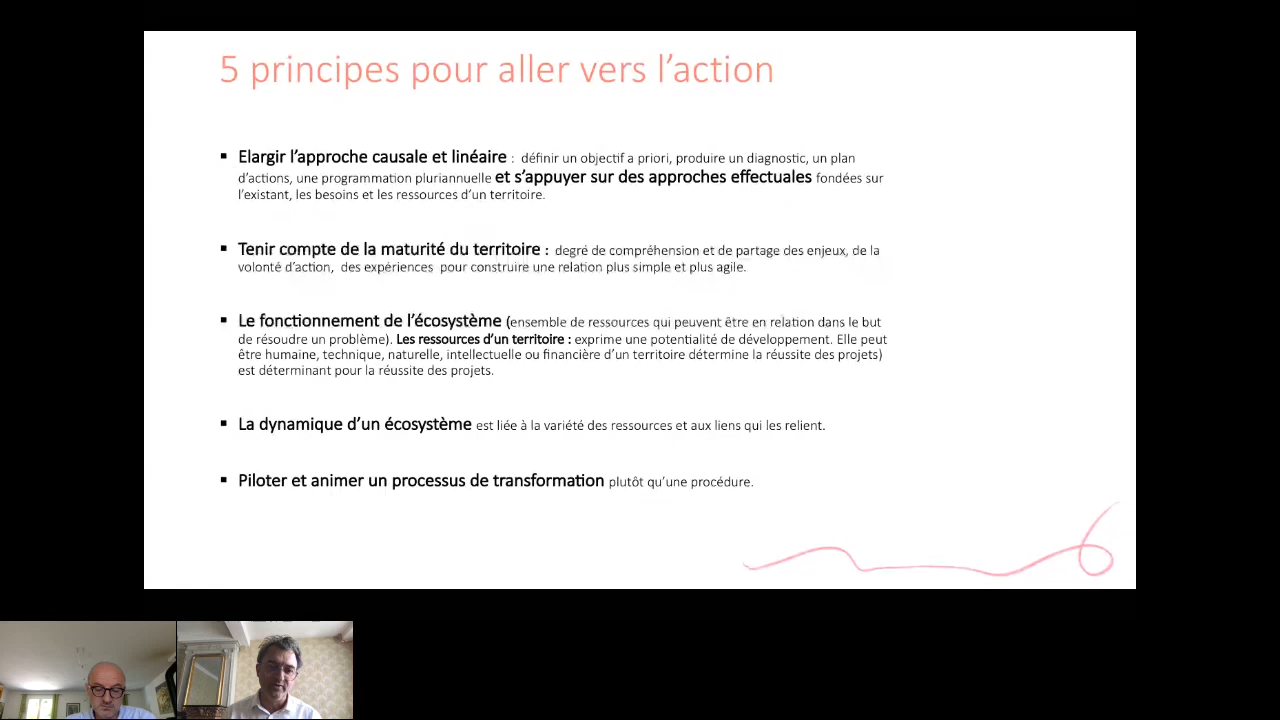 5 principes pour aller vers l’action
▪ Elargir l’approche causale et linéaire : définir un objectif a priori, produire un diagnostic, un plan
d’actions, une programmation pluriannuelle et s’appuyer sur des approches effectuales fondées sur
l’existant, les besoins et les ressources d’un territoire.
▪ Tenir compte de la maturité du territoire : degré de compréhension et de partage des enjeux, de la
volonté d’action, des expériences pour construire une relation plus simple et plus agile.
▪ Le fonctionnement de l’écosystème (ensemble de ressources qui peuvent être en relation dans le but
de résoudre un problème). Les ressources d’un territoire : exprime une potentialité de développement. Elle peut
être humaine, technique, naturelle, intellectuelle ou financière d’un territoire détermine la réussite des projets)
est déterminant pour la réussite des projets.
▪ La dynamique d’un écosystème est liée à la variété des ressources et aux liens qui les relient.
▪ Piloter et animer un processus de transformation plutôt qu’une procédure.